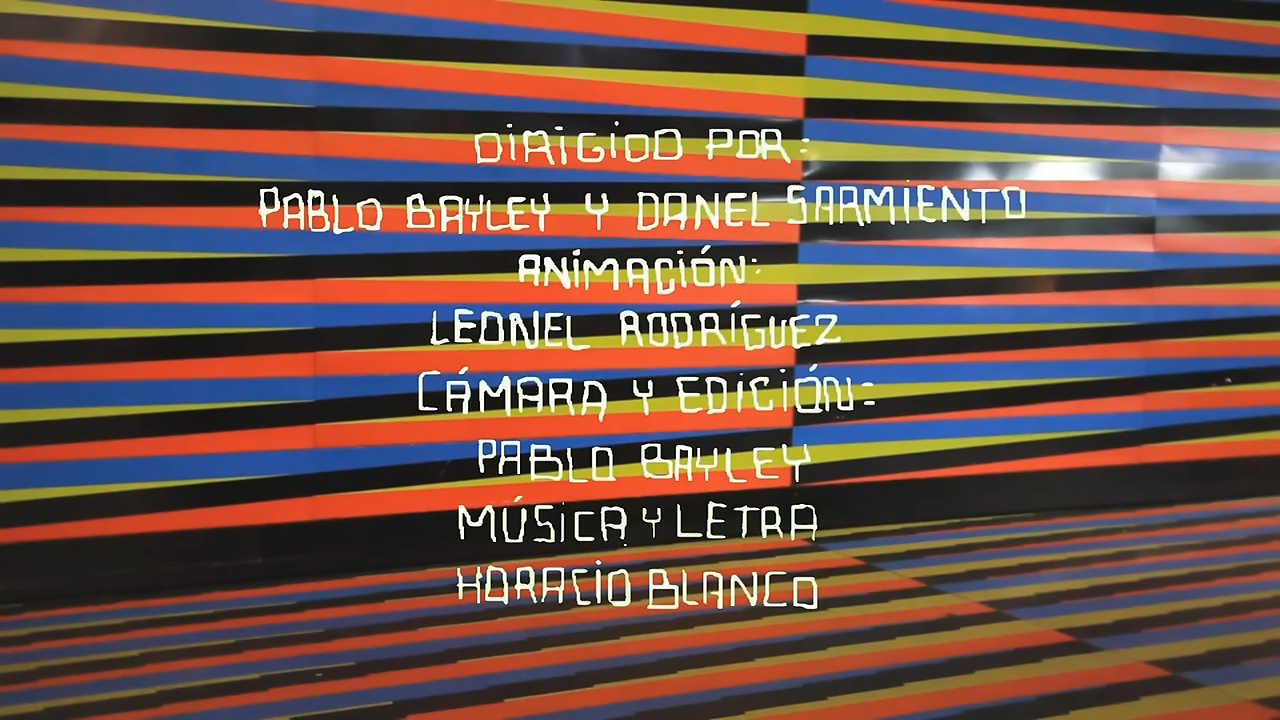 DIRIGIDO POR:
PABLO BAYLEY Y DANEL SARMIENTO
ANIMACIÓN:
LEONEL RODRÍGUEZ
CÁMARA Y EDICIÓN:
PABLO BAYLEY
MÚSICA Y LETRA
HORACIO BLANCO